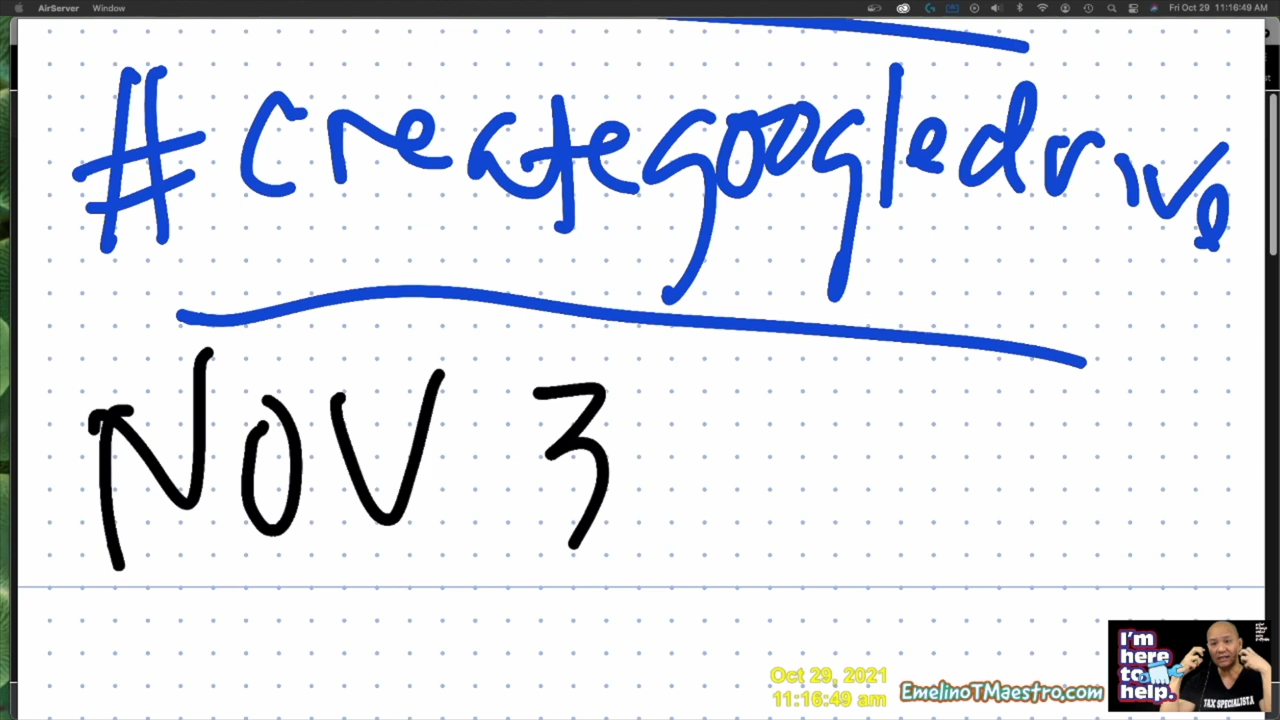 AirServer Window Fri Oct 29 11:16:49 AM
#creategoogledrive
NOV 3
Oct 29, 2021
11:16:49 am
EmelinoTMaestro.com
I'm
here
to
help.
TAX SPECIALISTA